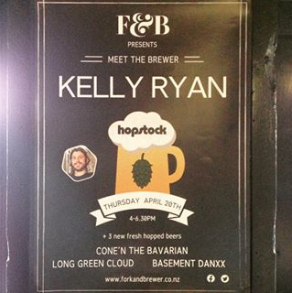 F&B
PRESENTS
MEET THE BREWER
KELLY RYAN
hopstock
THURSDAY APRIL 20TH
4-6.30PM
+ 3 new fresh hopped beers
CONE'N THE BAVARIAN
LONG GREEN CLOUD BASEMENT DANXX
www.forkandbrewer.co.nz